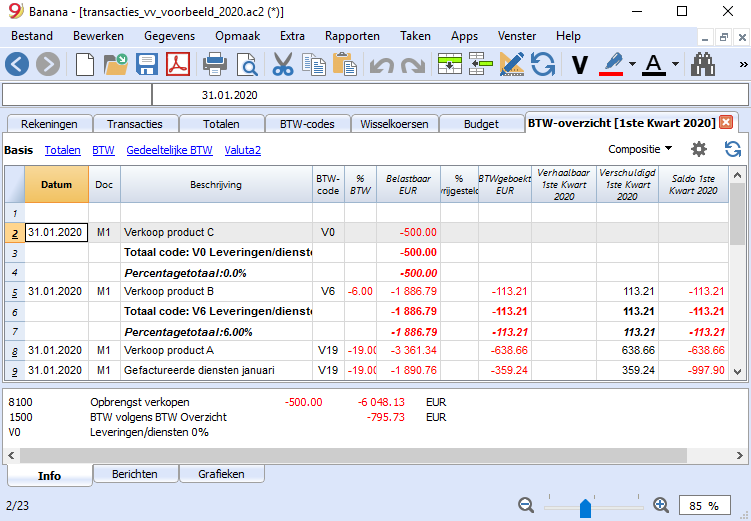 Banana - [transacties_vv_voorbeeld_2020.ac2 (*)]
Bestand Bewerken Gegevens Opmaak Extra Rapporten Taken Apps Venster Help
V A
31.01.2020
Rekeningen Transacties Totalen BTW-codes Wisselkoersen Budget BTW-overzicht [1ste Kwart 2020]
Basis Totalen BTW Gedeeltelijke BTW Valuta2 Compositie
Datum Doc Beschrijving BTW-code % BTW Belastbaar EUR % vrijgesteld BTWgeboekt EUR Verhaalbaar 1ste Kwart 2020 Verschuldigd 1ste Kwart 2020 Saldo 1ste Kwart 2020
1
2 31.01.2020 M1 Verkoop product C V0 -500.00
3 Totaal code: V0 Leveringen/dienste -500.00
4 Percentagetotaal:0.0% -500.00
5 31.01.2020 M1 Verkoop product B V6 -6.00 -1 886.79 -113.21 113.21 -113.21
6 Totaal code: V6 Leveringen/dienste -1 886.79 -113.21 113.21 -113.21
7 Percentagetotaal:6.00% -1 886.79 -113.21 113.21 -113.21
8 31.01.2020 M1 Verkoop product A V19 -19.00 -3 361.34 -638.66 638.66 -638.66
9 31.01.2020 M1 Gefactureerde diensten januari V19 -19.00 -1 890.76 -359.24 359.24 -997.90
8100 Opbrengst verkopen -500.00 -6 048.13 EUR
1500 BTW volgens BTW Overzicht -795.73 EUR
V0 Leveringen/diensten 0%
Info Berichten Grafieken
2/23 85 %